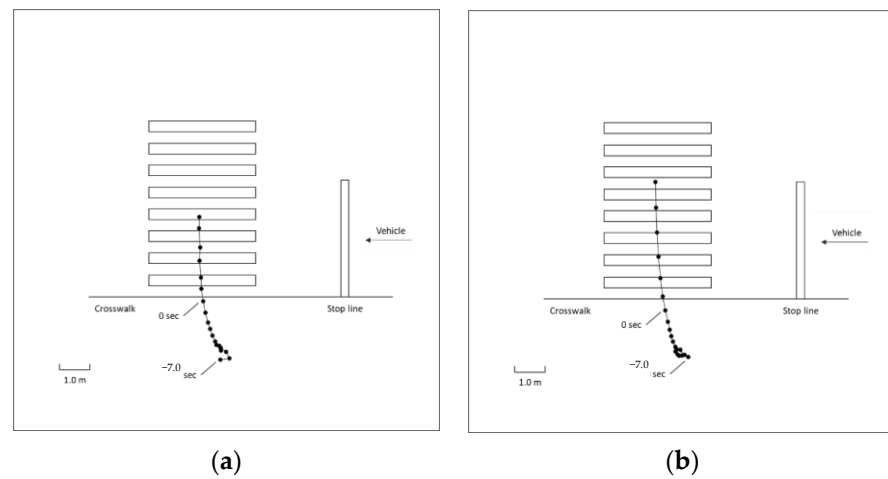 Vehicle
Crosswalk
Stop line
0 sec
−7.0
sec
1.0 m
(a)
Vehicle
Crosswalk
Stop line
0 sec
−7.0
sec
1.0 m
(b)